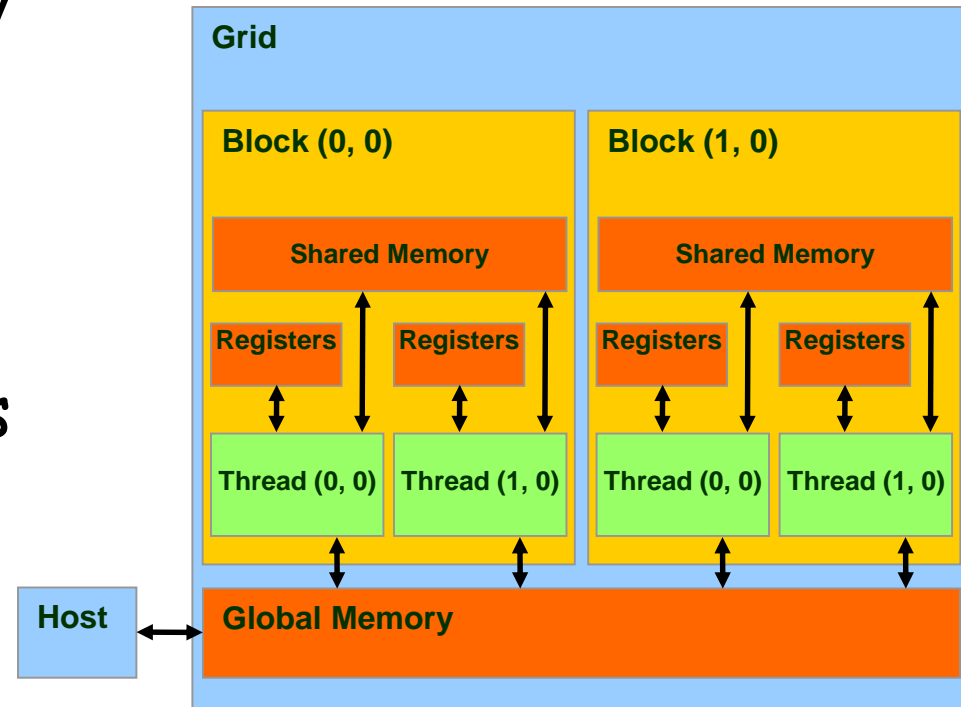 Grid
Block (0, 0)
Block (1, 0)
Shared Memory
Shared Memory
Registers
Registers
Registers
Registers
Thread (0, 0)
Thread (1, 0)
Thread (0, 0)
Thread (1, 0)
Host
Global Memory